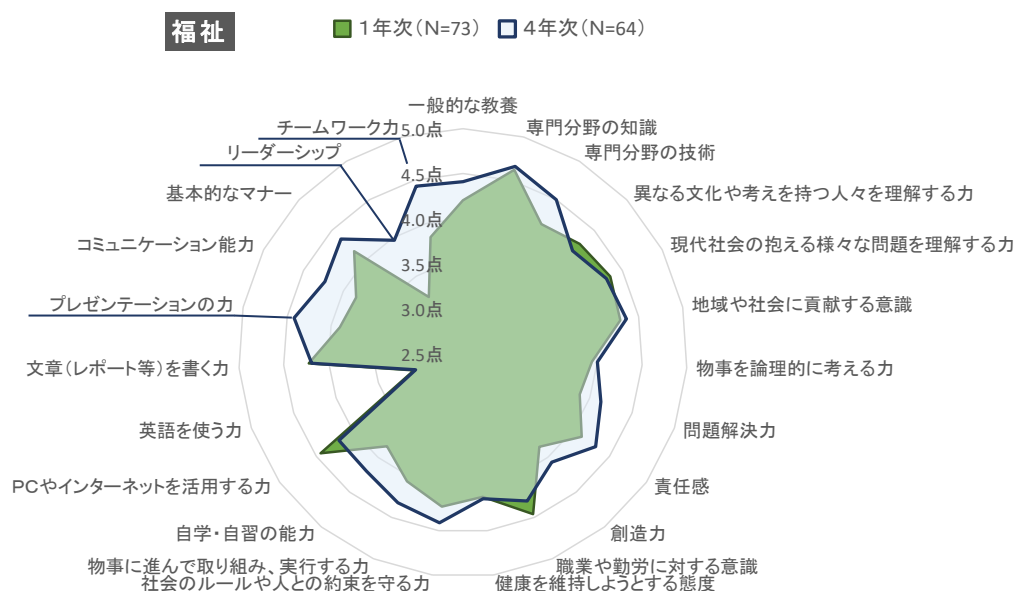 福祉
１年次（N=73）
４年次（N=64）
一般的な教養
専門分野の知識
専門分野の技術
異なる文化や考えを持つ人々を理解する力
現代社会の抱える様々な問題を理解する力
地域や社会に貢献する意識
物事を論理的に考える力
問題解決力
責任感
創造力
職業や勤労に対する意識
健康を維持しようとする態度
社会のルールや人との約束を守る力
物事に進んで取り組み、実行する力
自学・自習の能力
PCやインターネットを活用する力
英語を使う力
文章（レポート等）を書く力
プレゼンテーションの力
コミュニケーション能力
基本的なマナー
リーダーシップ
チームワーク力
5.0点
4.5点
4.0点
3.5点
3.0点
2.5点